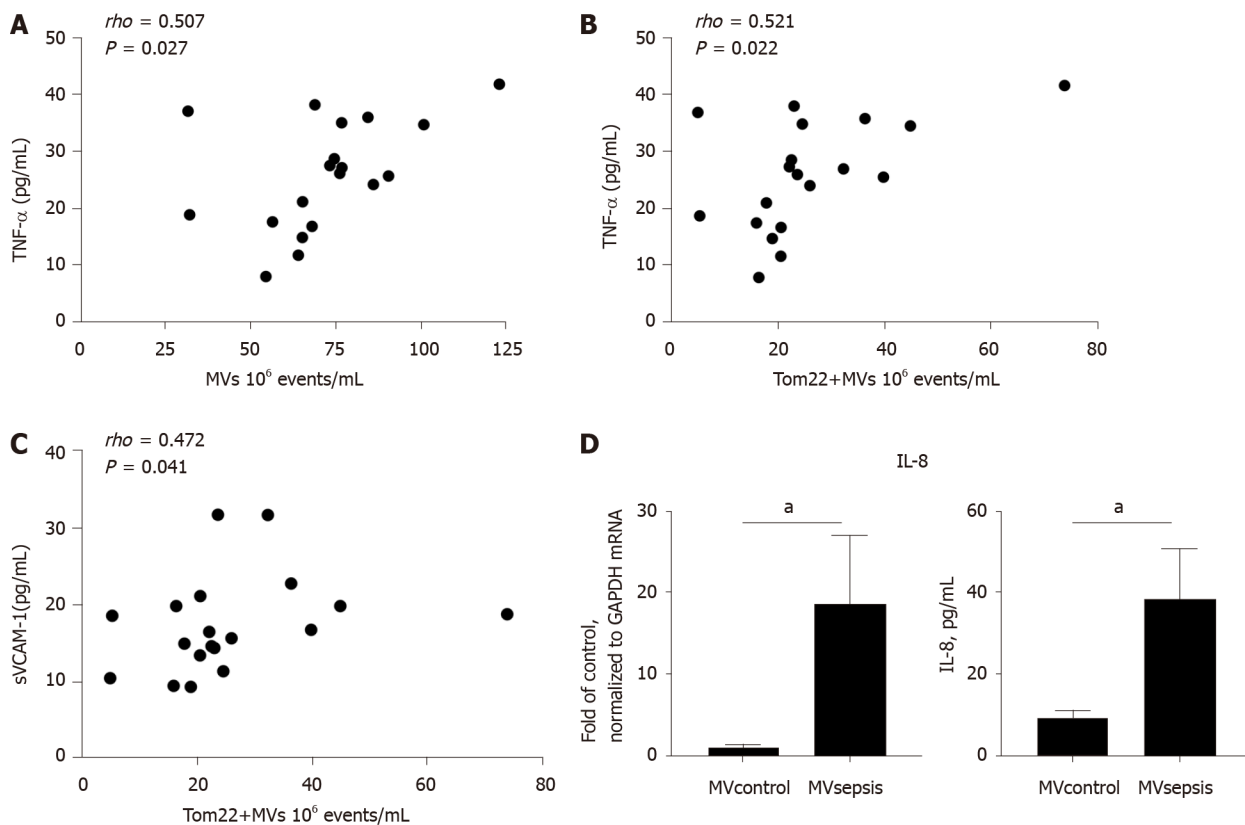 A
rho = 0.507
P = 0.027
50
40
30
20
10
0
TNF-α (pg/mL)
0 25 50 75 100 125
MVs 10⁶ events/mL
B
rho = 0.521
P = 0.022
50
40
30
20
10
0
TNF-α (pg/mL)
0 20 40 60 80
Tom22+MVs 10⁶ events/mL
C
rho = 0.472
P = 0.041
40
30
20
10
0
sVCAM-1(pg/mL)
0 20 40 60 80
Tom22+MVs 10⁶ events/mL
D
IL-8
30
20
10
0
Fold of control,
normalized to GAPDH mRNA
a
MVcontrol MVsepsis
60
40
20
0
IL-8, pg/mL
a
MVcontrol MVsepsis